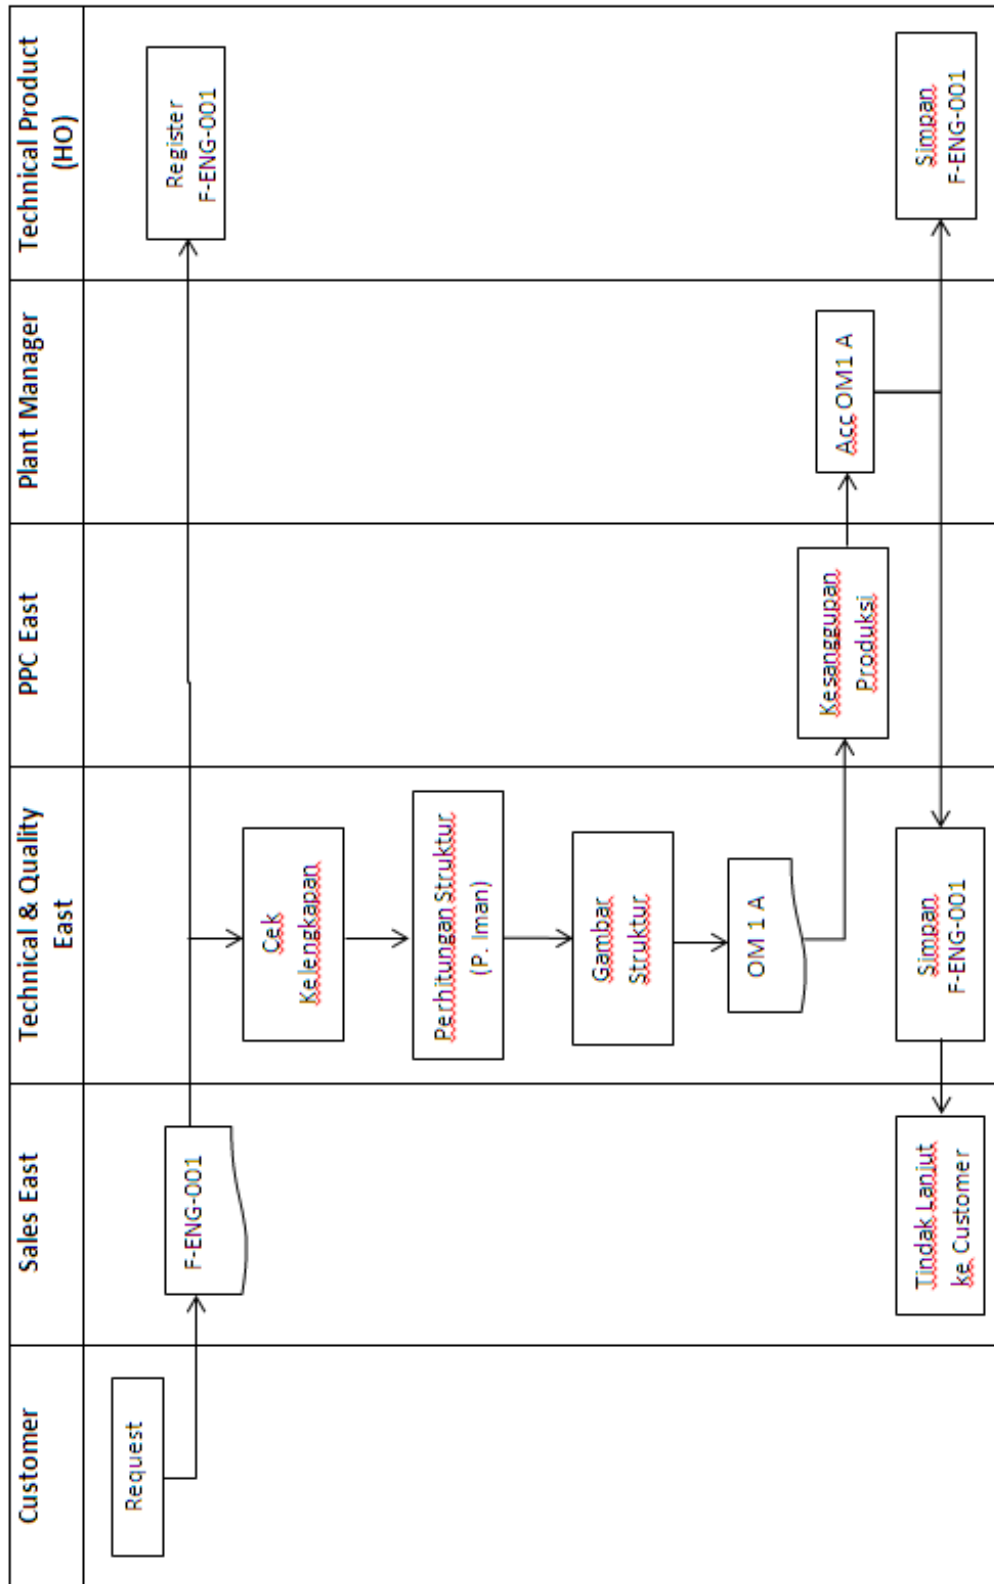 Customer
Sales East
Technical & Quality
East
PPC East
Plant Manager
Technical Product
(HO)
Request
F-ENG-001
Register
F-ENG-001
Cek
Kelengkapan
Perhitungan Struktur
(P. Iman)
Gambar
Struktur
OM 1 A
Kesanggupan
Produksi
Acc OM1 A
Tindak Lanjut
ke Customer
Simpan
F-ENG-001
Simpan
F-ENG-001